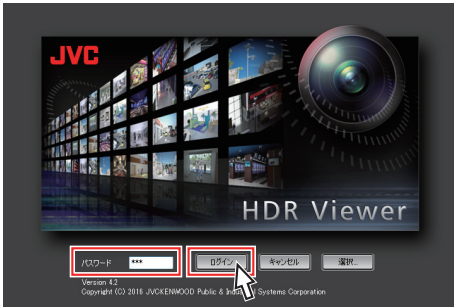 JVC
HDR Viewer
パスワード ***
ログイン キャンセル 選択...
Version 4.2
Copyright (C) 2016 JVCKENWOOD Public & Systems Corporation